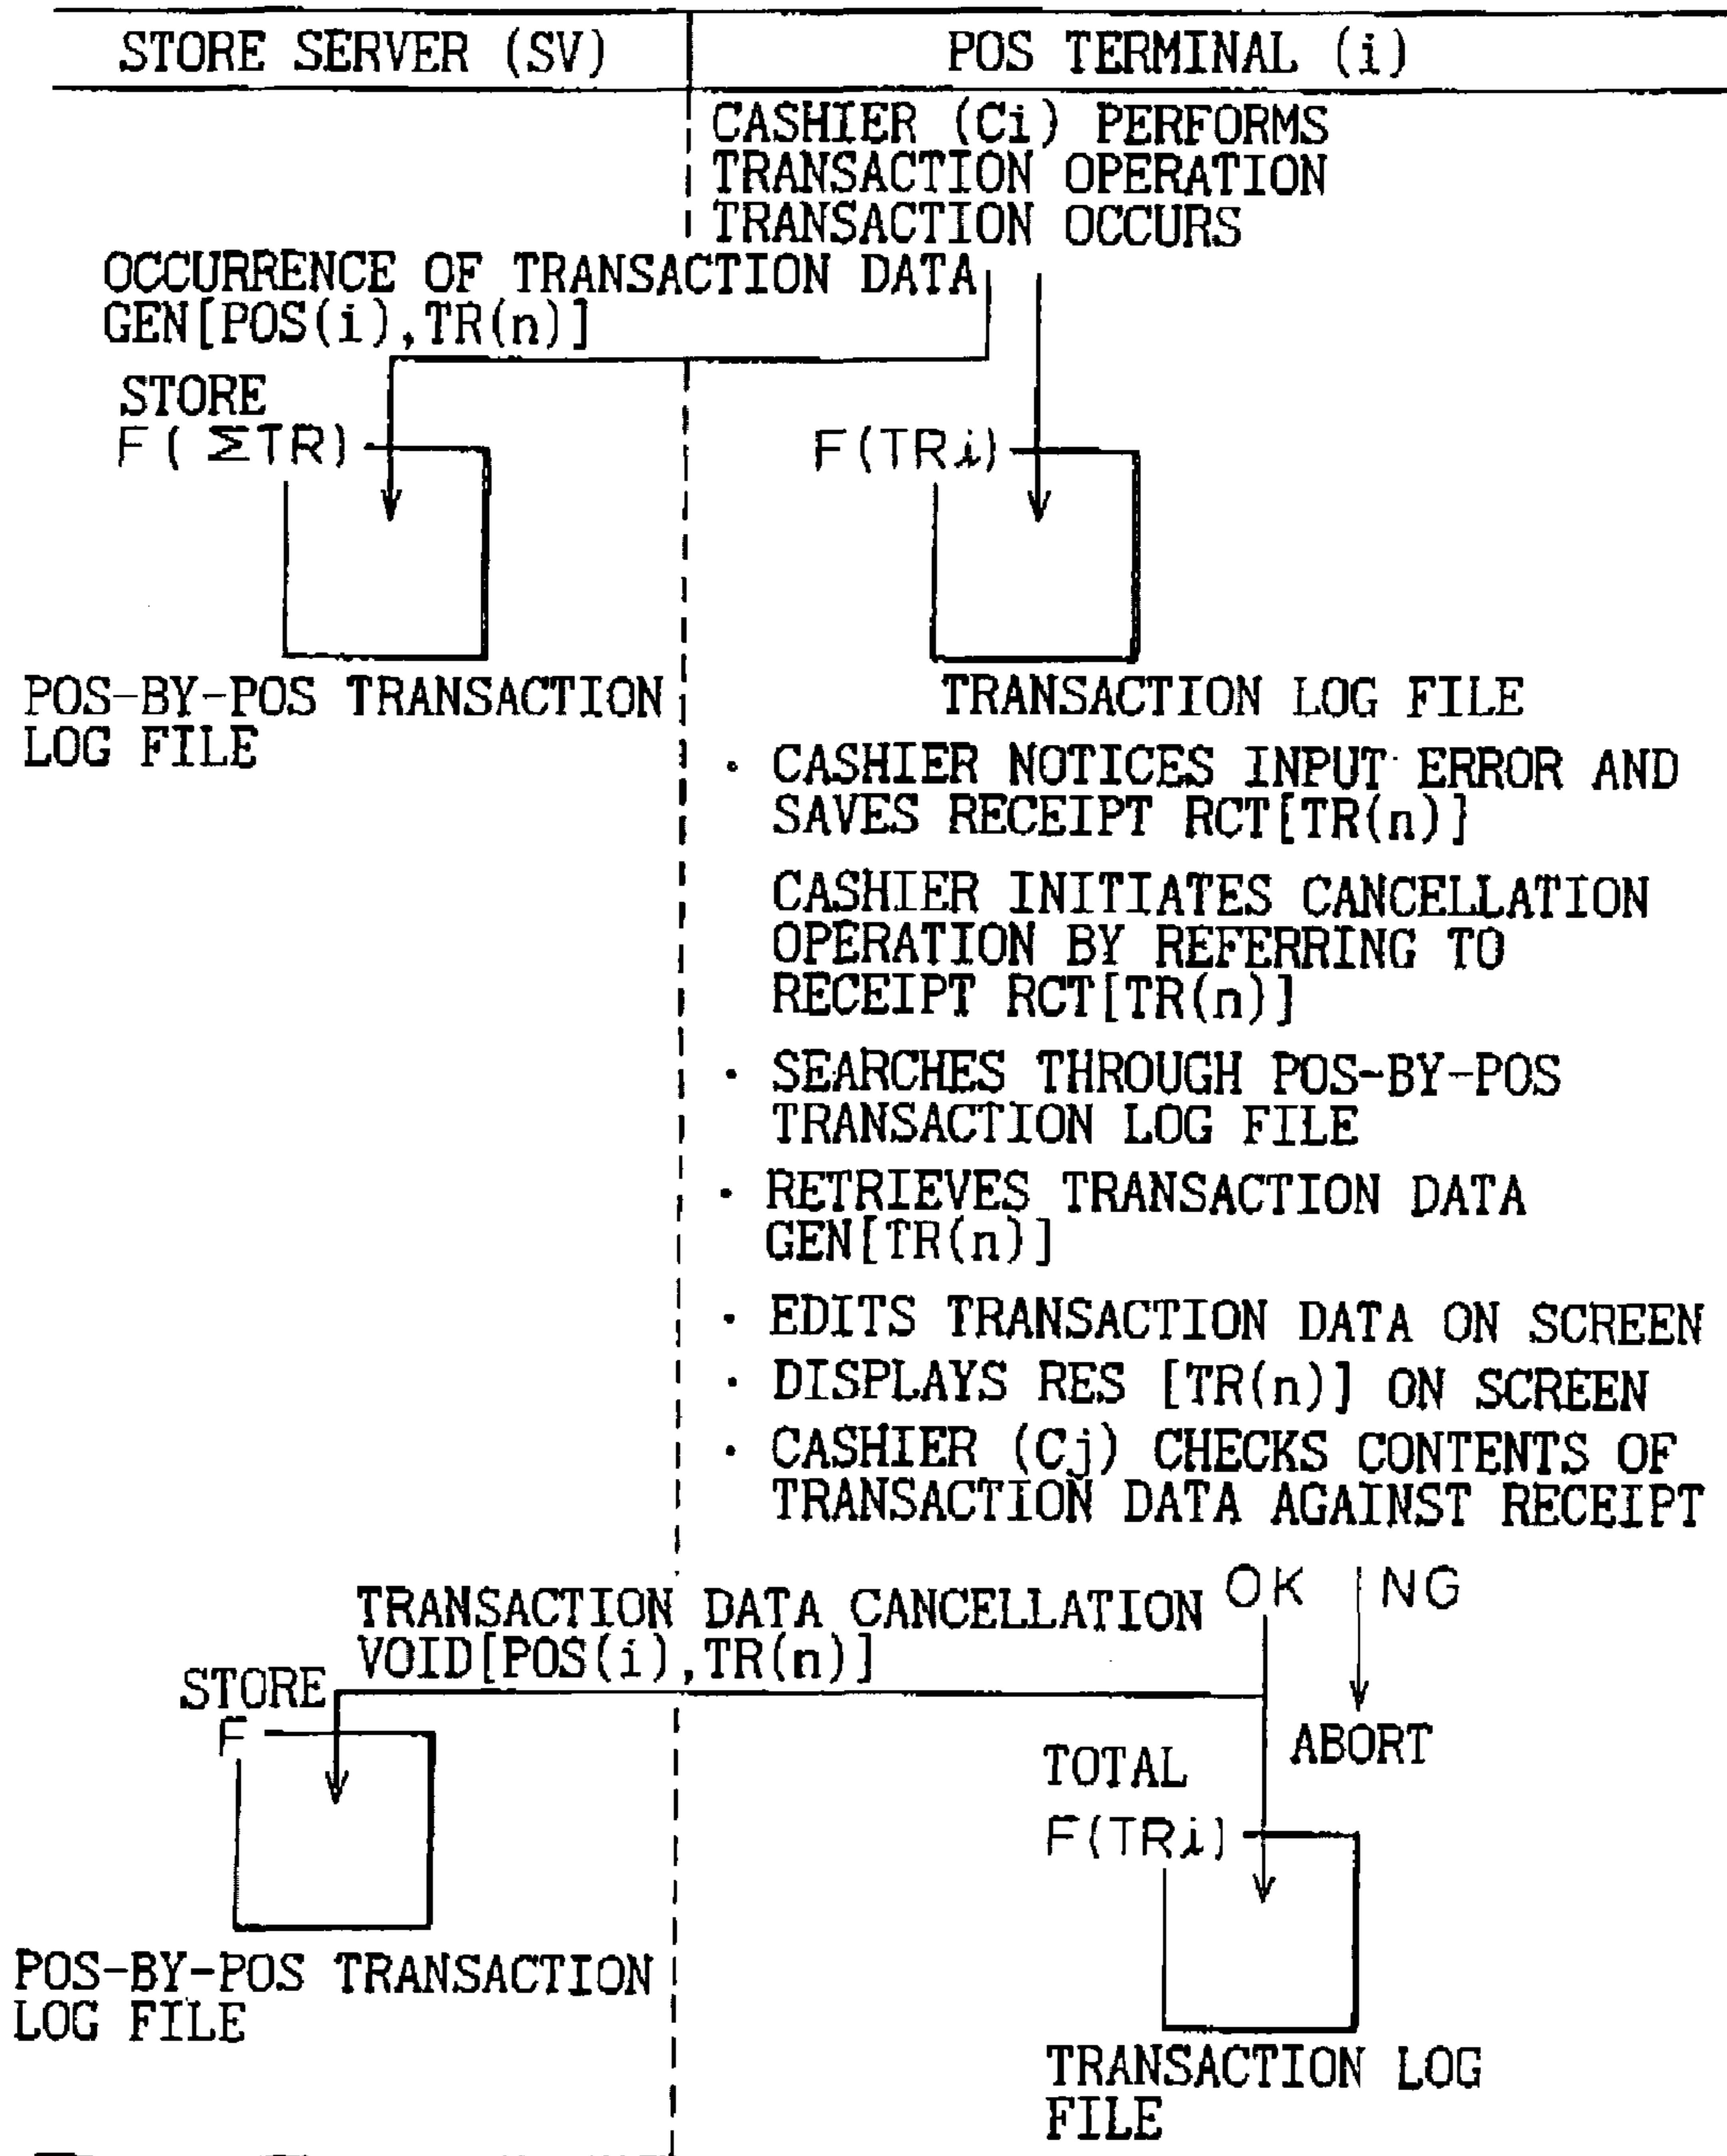 STORE SERVER (SV)
POS TERMINAL (i)
CASHIER (Ci) PERFORMS
TRANSACTION OPERATION
TRANSACTION OCCURS
OCCURRENCE OF TRANSACTION DATA
GEN[POS(i),TR(n)]
STORE
F(ΣTR)
F(TRi)
POS-BY-POS TRANSACTION
LOG FILE
TRANSACTION LOG FILE
· CASHIER NOTICES INPUT ERROR AND
SAVES RECEIPT RCT[TR(n)]
CASHIER INITIATES CANCELLATION
OPERATION BY REFERRING TO
RECEIPT RCT[TR(n)]
· SEARCHES THROUGH POS-BY-POS
TRANSACTION LOG FILE
· RETRIEVES TRANSACTION DATA
GEN[TR(n)]
· EDITS TRANSACTION DATA ON SCREEN
· DISPLAYS RES [TR(n)] ON SCREEN
· CASHIER (Cj) CHECKS CONTENTS OF
TRANSACTION DATA AGAINST RECEIPT
OK
NG
TRANSACTION DATA CANCELLATION
VOID[POS(i),TR(n)]
STORE
F
ABORT
TOTAL
F(TRi)
POS-BY-POS TRANSACTION
LOG FILE
TRANSACTION LOG
FILE